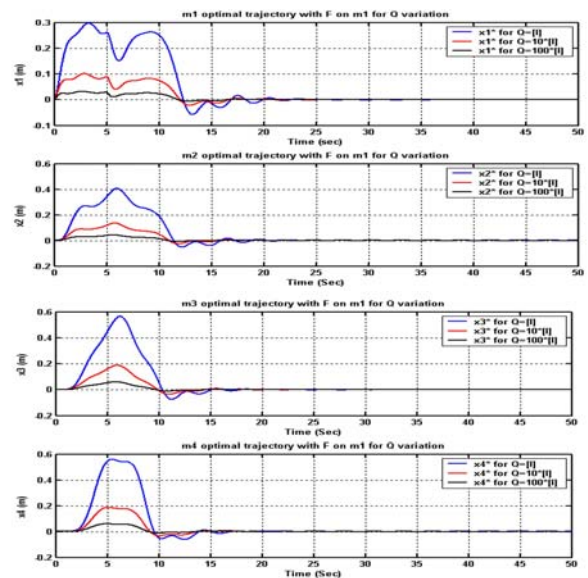 m1 optimal trajectory with F on m1 for Q variation
0.3
0.2
0.1
0
0.1
x1 (m)
x1* for Q=[I]
x1* for Q=10*[I]
x1* for Q=100*[I]
0 5 10 15 20 25 30 35 40 45 50
Time (sec)
m2 optimal trajectory with F on m1 for Q variation
0.6
0.4
0.2
0
0.2
x2 (m)
x2* for Q=[I]
x2* for Q=10*[I]
x2* for Q=100*[I]
0 5 10 15 20 25 30 35 40 45 50
Time (Sec)
m3 optimal trajectory with F on m1 for Q variation
0.6
0.4
0.2
0
0.2
x3 (m)
x3* for Q=[I]
x3* for Q=10*[I]
x3* for Q=100*[I]
0 5 10 15 20 25 30 35 40 45 50
Time (Sec)
m4 optimal trajectory with F on m1 for Q variation
0.6
0.4
0.2
0
0.2
x4 (m)
x4* for Q=[I]
x4* for Q=10*[I]
x4* for Q=100*[I]
0 5 10 15 20 25 30 35 40 45 50
Time (Sec)